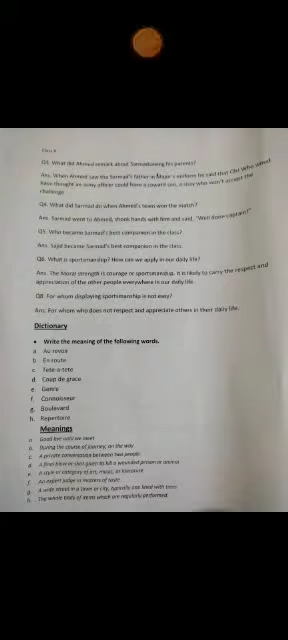 Class 8
Q3. What did Ahmed remark about Sarmad seeing his parents?
Ans. When Ahmed saw the Sarmad's father in Major's uniform he said that Oh! Who would
have thought an army officer could have a coward son, a story who won't accept the
challenge.
Q4. What did Sarmad do when Ahmed's team won the match?
Ans. Sarmad went to Ahmed, shook hands with him and said, "Well done captain!"
Q5. Who became Sarmad's best companion in the class?
Ans. Sajid became Sarmad's best companion in the class.
Q6. What is sportsmanship? How can we apply in our daily life.
Ans. The Moral strength is courage or sportsmanship. It is likely to carry the respect and
appreciation of the other people everywhere in our daily life.
Q8. For whom displaying sportsmanship is not easy?
Ans. For whom who does not respect and appreciate others in their daily life.
Dictionary
• Write the meaning of the following words.
a Au revoir
b. En route
c. Tete-a-tete
d. Coup de grace
e. Genre
f. Connoisseur
g. Boulevard
h. Repertoire
Meanings
a. Good bye until we meet
b. During the course of journey; on the way
c. A private conversation between two people
d. A final blow or shot given to kill a wounded person or animal
e. A style or category of art, music, or literature
f. An expert judge in matters of taste
g. A wide street in a town or city, typically one lined with trees
h. The whole body of items which are regularly performed